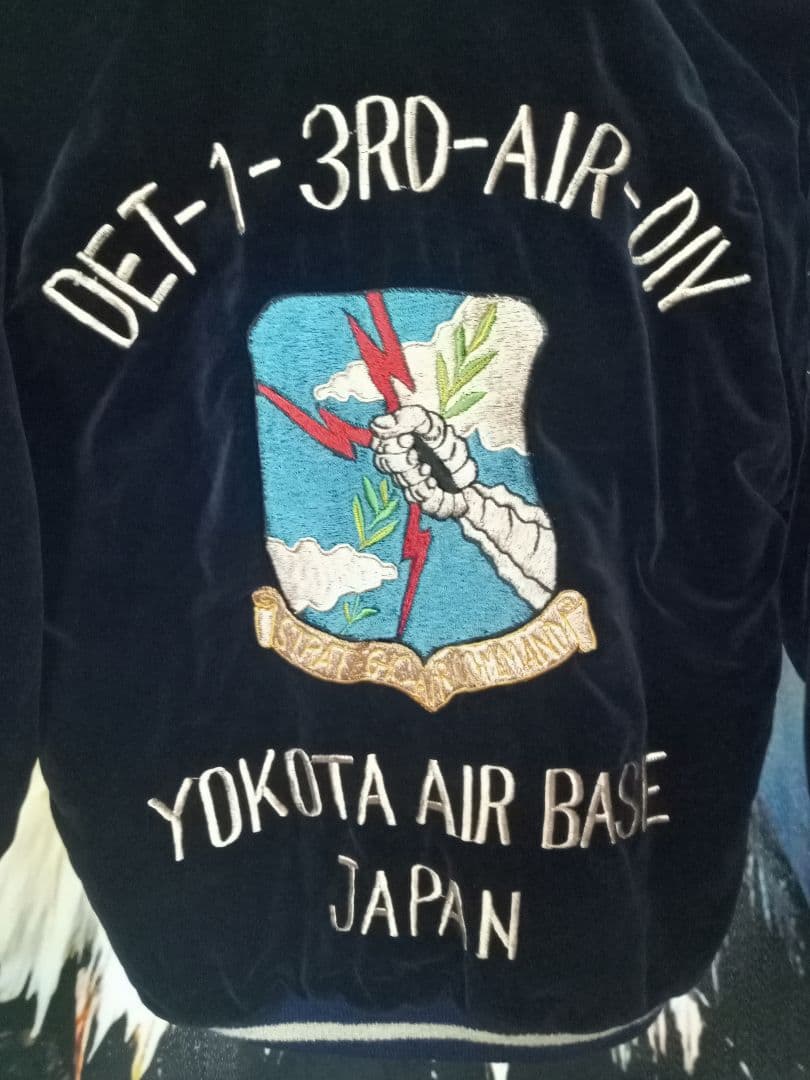 DET-1-3RD-AIR-DIV
STRATEGIC AIR COMMAND
YOKOTA AIR BASE
JAPAN